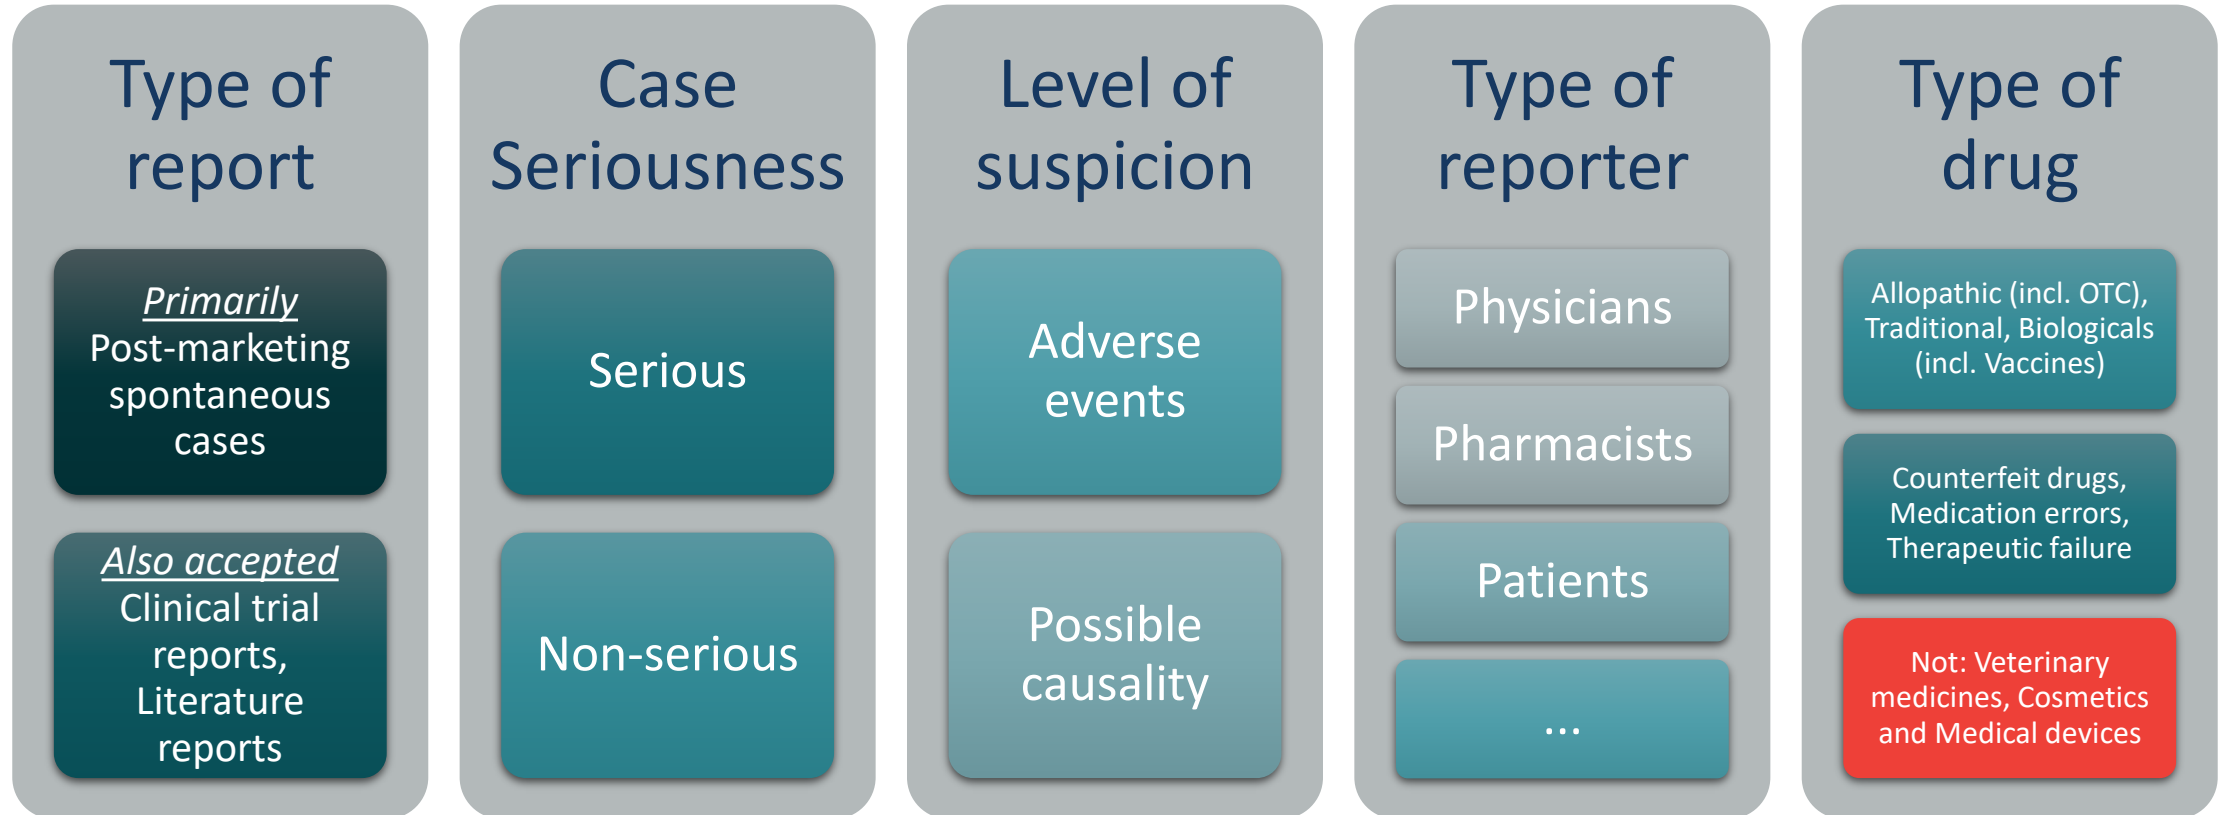 Type of
report
Primarily
Post-marketing
spontaneous
cases
Also accepted
Clinical trial
reports,
Literature
reports
Case
Seriousness
Serious
Non-serious
Level of
suspicion
Adverse
events
Possible
causality
Type of
reporter
Physicians
Pharmacists
Patients
...
Type of
drug
Allopathic (incl. OTC),
Traditional, Biologicals
(incl. Vaccines)
Counterfeit drugs,
Medication errors,
Therapeutic failure
Not: Veterinary
medicines, Cosmetics
and Medical devices